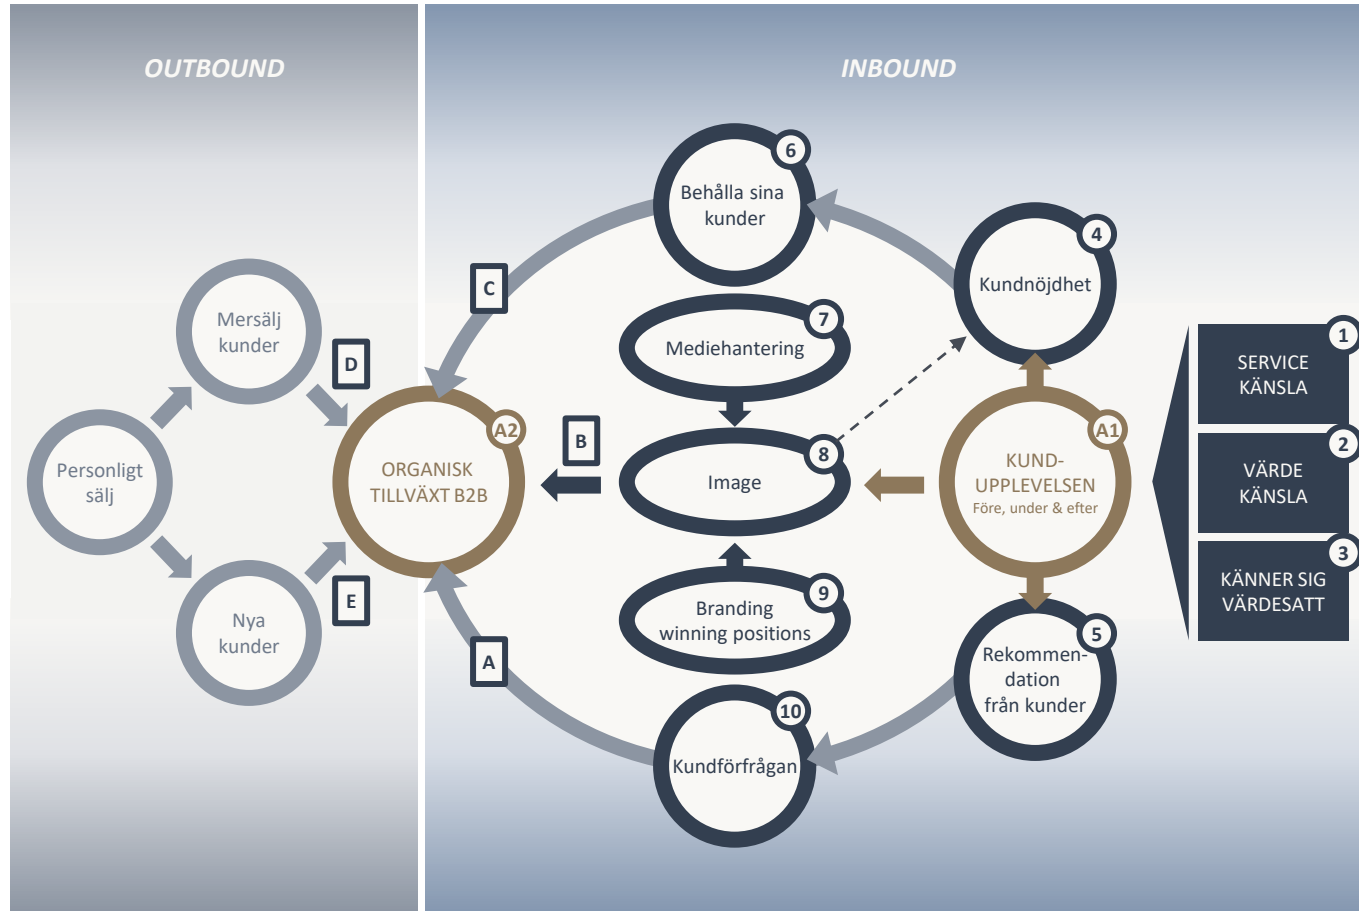 OUTBOUND
INBOUND
Mersälj
kunder
D
Personligt
sälj
Nya
kunder
E
A2
ORGANISK
TILLVÄXT B2B
C
B
A
6
Behålla sina
kunder
7
Mediehantering
8
Image
9
Branding
winning positions
10
Kundförfrågan
4
Kundnöjdhet
A1
KUND-
UPPLEVELSEN
Före, under & efter
5
Rekommen-
dation
från kunder
1
SERVICE
KÄNSLA
2
VÄRDE
KÄNSLA
3
KÄNNER SIG
VÄRDESATT